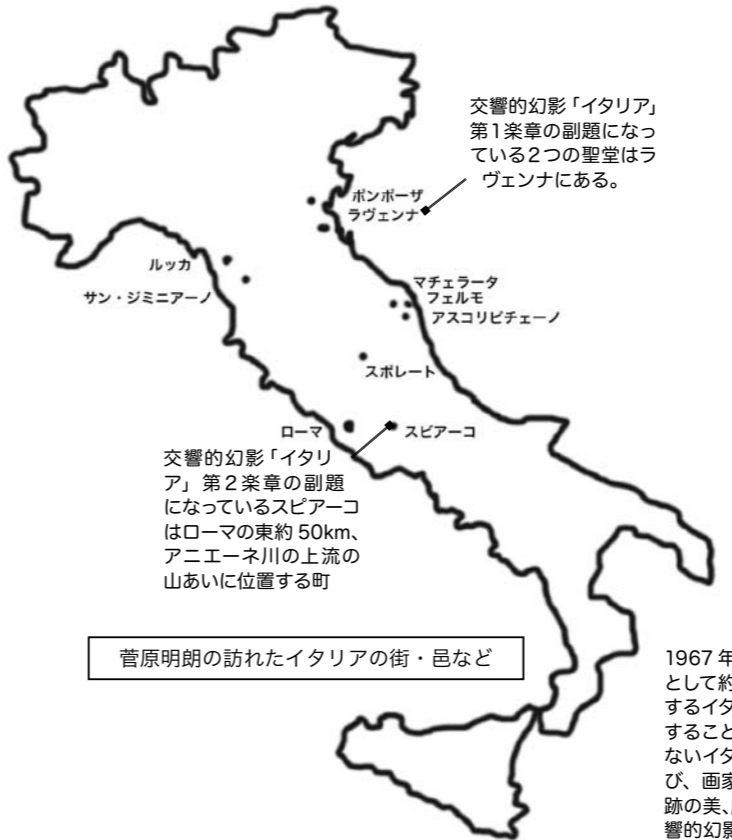 交響的幻影「イタリア」
第1楽章の副題になっ
ている2つの聖堂はラ
ヴェンナにある。
ポンポーザ
ラヴェンナ
ルッカ
サン・ジミニアーノ
マチェラータ
フェルモ
アスコリピチェーノ
スポレート
ローマ
スビアーコ
交響的幻影「イタリ
ア」第2楽章の副題
になっているスビアーコ
はローマの東約50km、
アニエーネ川の上流の
山あいに位置する町
菅原明朗の訪れたイタリアの街・邑など
1967年
として約
するイタ
すること
ないイタ
び、画家
跡の美、
響的幻影